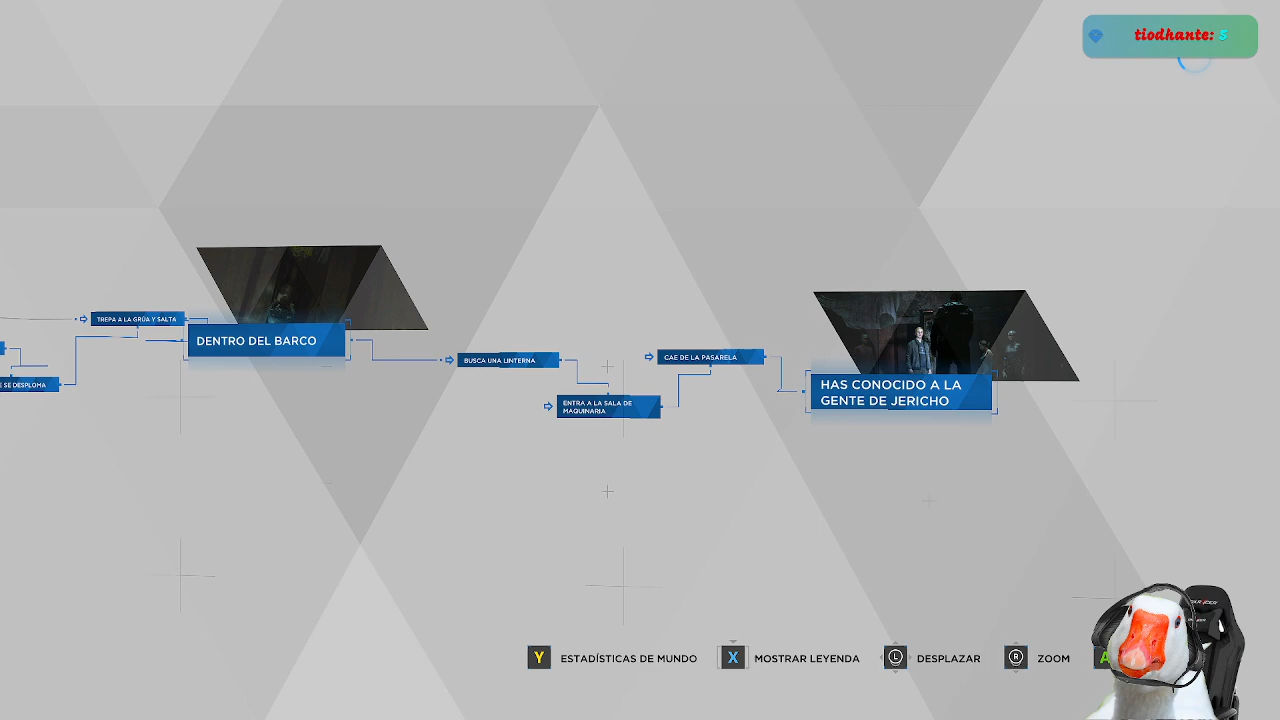 tiodhante: 5
TREPA A LA GRÚA Y SALTA
DENTRO DEL BARCO
SE DESPLOMA
BUSCA UNA LINTERNA
ENTRA A LA SALA DE
MAQUINARIA
CAE DE LA PASARELA
HAS CONOCIDO A LA
GENTE DE JERICHO
Y ESTADÍSTICAS DE MUNDO
X MOSTRAR LEYENDA
L DESPLAZAR
R ZOOM
A